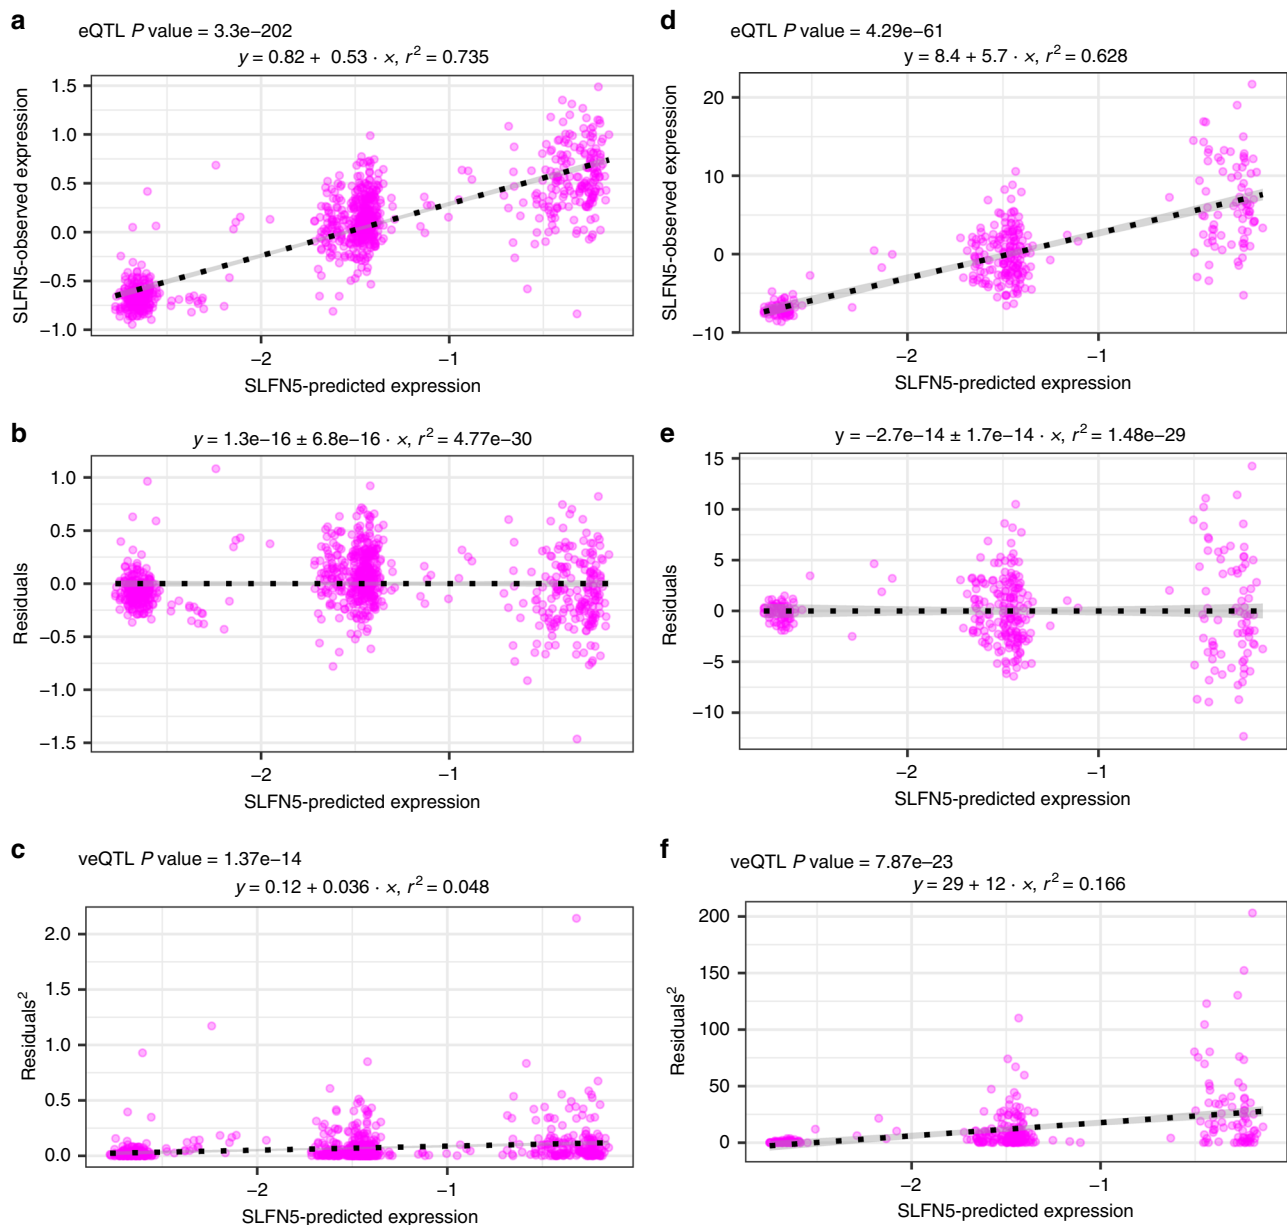 a
eQTL P value = 3.3e−202
y = 0.82 + 0.53 · ×, r² = 0.735
1.5
1.0
0.5
0.0
−0.5
−1.0
SLFN5-observed expression
−2
−1
SLFN5-predicted expression
b
y = 1.3e−16 ± 6.8e−16 · ×, r² = 4.77e−30
1.0
0.5
0.0
−0.5
−1.0
−1.5
Residuals
−2
−1
SLFN5-predicted expression
c
veQTL P value = 1.37e−14
y = 0.12 + 0.036 · ×, r² = 0.048
2.0
1.5
1.0
0.5
0.0
Residuals²
−2
−1
SLFN5-predicted expression
d
eQTL P value = 4.29e−61
y = 8.4 + 5.7 · ×, r² = 0.628
20
10
0
−10
SLFN5-observed expression
−2
−1
SLFN5-predicted expression
e
y = −2.7e−14 ± 1.7e−14 · ×, r² = 1.48e−29
15
10
5
0
−5
−10
Residuals
−2
−1
SLFN5-predicted expression
f
veQTL P value = 7.87e−23
y = 29 + 12 · ×, r² = 0.166
200
150
100
50
0
Residuals²
−2
−1
SLFN5-predicted expression